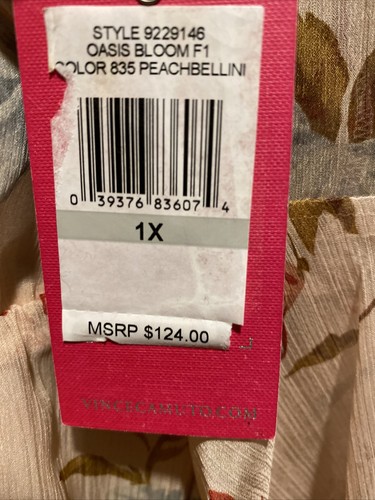 STYLE 9229146
OASIS BLOOM F1
COLOR 835 PEACHBELLINI
0 39376 83607 4
1X
MSRP $124.00
VINCECAMUTO.COM